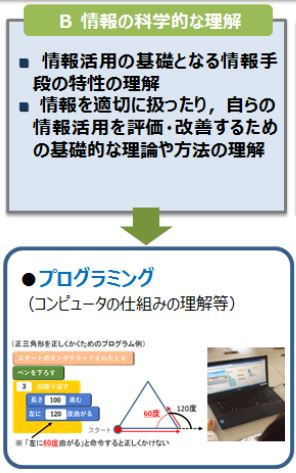 B 情報の科学的な理解
■ 情報活用の基礎となる情報手
段の特性の理解
■ 情報を適切に扱ったり，自らの
情報活用を評価・改善するため
の基礎的な理論や方法の理解
●プログラミング
（コンピュータの仕組みの理解等）
（正三角形を正しくかくためのプログラム例）
スタートボタンがクリックされたとき
ペンを下ろす
3 回繰り返す
長さ 100 進む
左に 120 度曲がる
60度
120度
スタート
※「左に60度曲がる」と命令すると正しくかけない